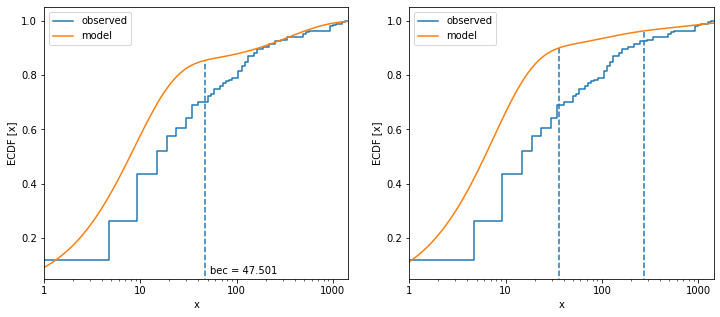 observed
model
1.0
0.8
0.6
0.4
0.2
ECDF [x]
bec = 47.501
1
10
100
1000
x
observed
model
1.0
0.8
0.6
0.4
0.2
ECDF [x]
1
10
100
1000
x